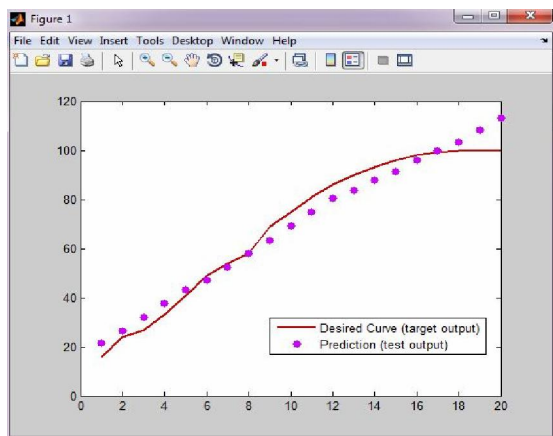 Figure 1
File Edit View Insert Tools Desktop Window Help
120
100
80
60
40
20
0
0 2 4 6 8 10 12 14 16 18 20
Desired Curve (target output)
Prediction (test output)